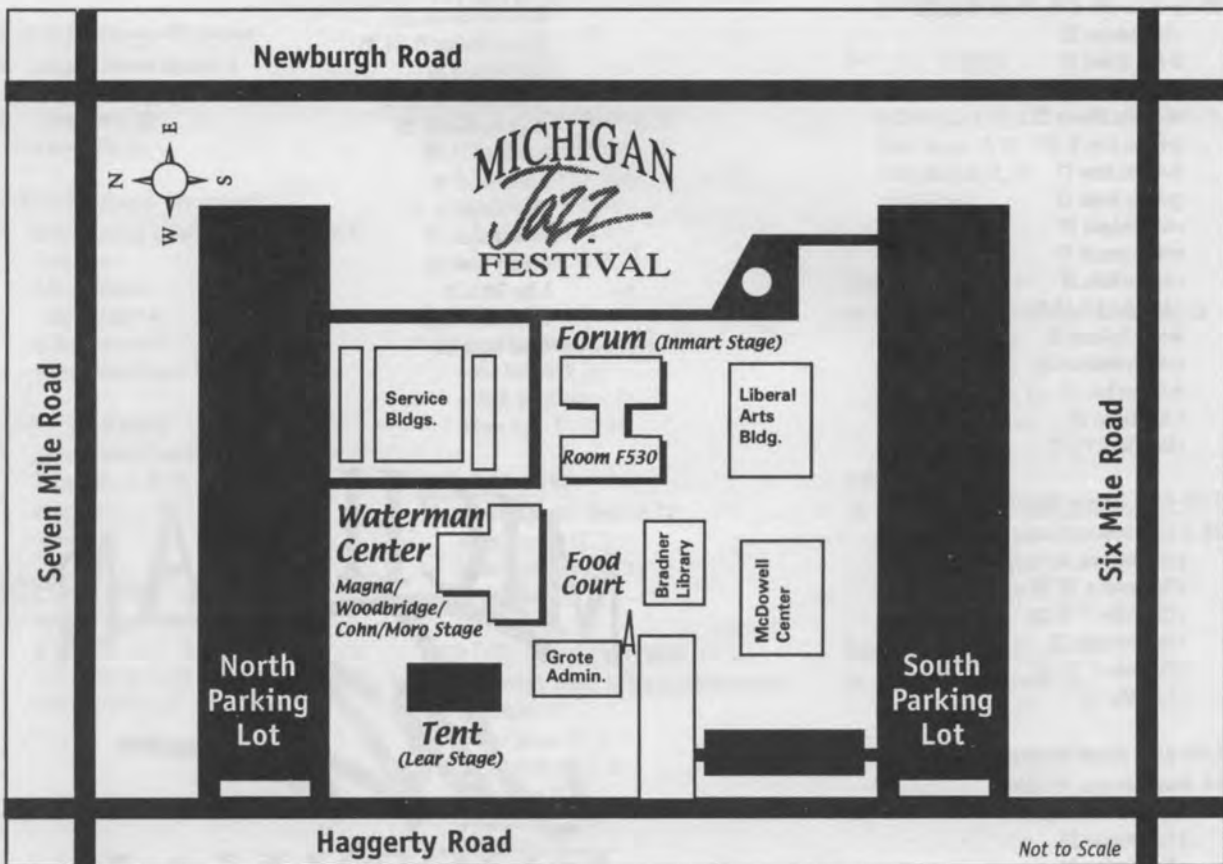 Newburgh Road
E
N
S
W
MICHIGAN
Jazz
FESTIVAL
Forum (Inmart Stage)
Service
Bldgs.
Liberal
Arts
Bldg.
Room F530
Seven Mile Road
Six Mile Road
Waterman
Center
Magna/
Woodbridge/
Cohn/Moro Stage
Food
Court
Bradner
Library
McDowell
Center
Grote
Admin.
North
Parking
Lot
South
Parking
Lot
Tent
(Lear Stage)
Haggerty Road
Not to Scale